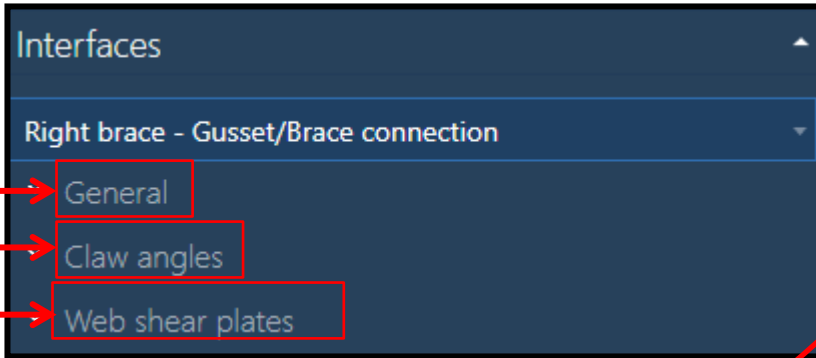 Interfaces
Right brace - Gusset/Brace connection
General
Claw angles
Web shear plates